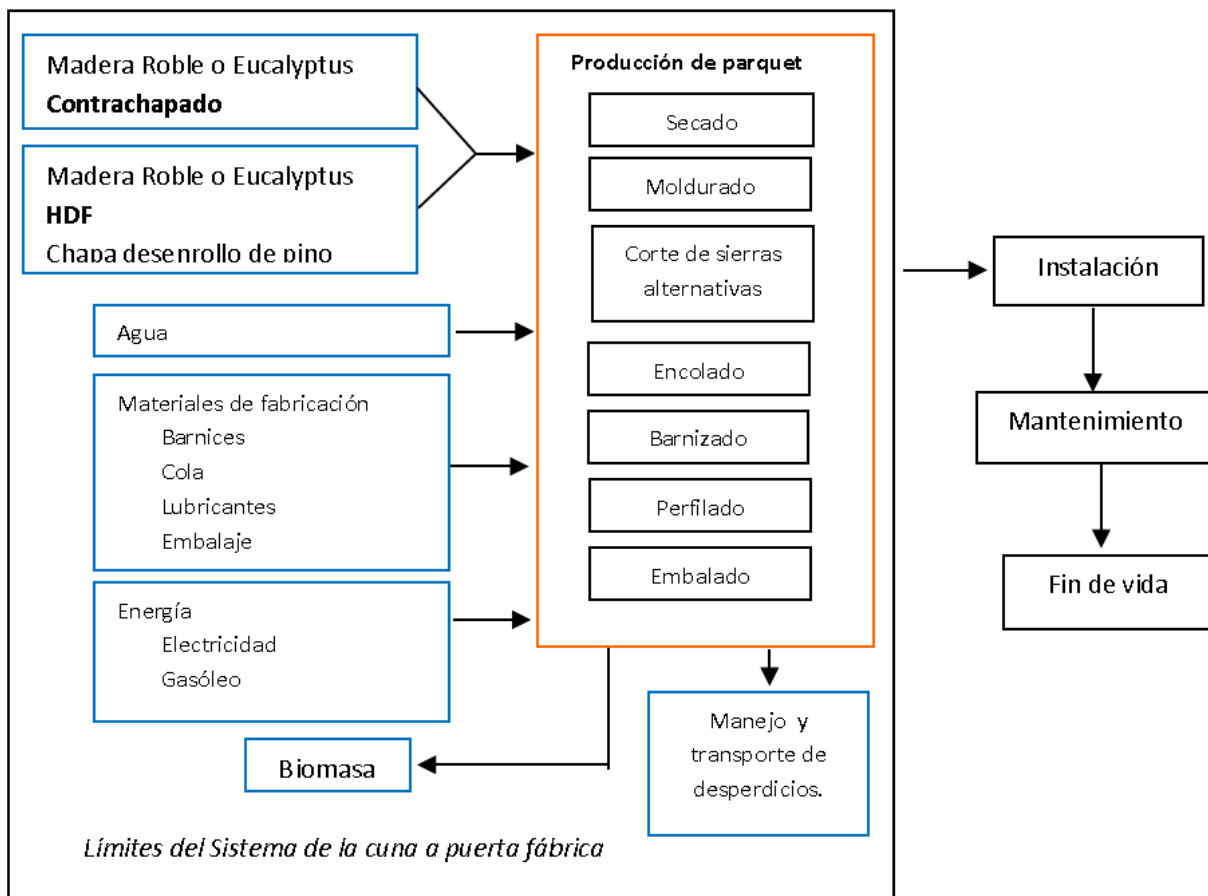 Madera Roble o Eucalyptus
Contrachapado
Madera Roble o Eucalyptus
HDF
Chapa desenrollo de pino
Agua
Materiales de fabricación
Barnices
Cola
Lubricantes
Embalaje
Energía
Electricidad
Gasóleo
Biomasa
Producción de parquet
Secado
Moldurado
Corte de sierras
alternativas
Encolado
Barnizado
Perfilado
Embalado
Manejo y
transporte de
desperdicios.
Instalación
Mantenimiento
Fin de vida
Límites del Sistema de la cuna a puerta fábrica